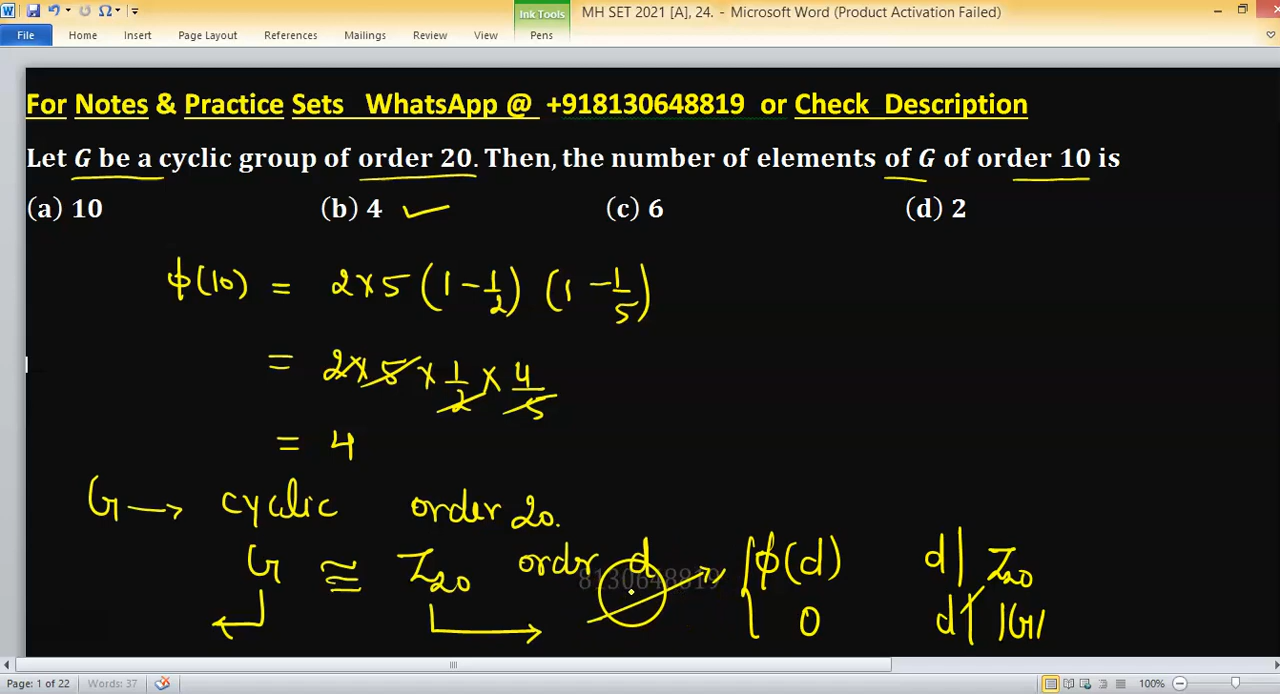 Ink Tools
MH SET 2021 [A], 24. - Microsoft Word (Product Activation Failed)
File Home Insert Page Layout References Mailings Review View Pens
For Notes & Practice Sets WhatsApp @ +918130648819 or Check Description
Let G be a cyclic group of order 20. Then, the number of elements of G of order 10 is
(a) 10 (b) 4 ✓ (c) 6 (d) 2
ϕ(10) = 2×5 (1 - 1/2) (1 - 1/5)
= 2×5 × 1/2 × 4/5
= 4
G → cyclic order 20.
G ≅ Z20 order d → ϕ(d) d | Z20
8130648819
0 d ∤ |G|
Page: 1 of 22 Words: 37 100%